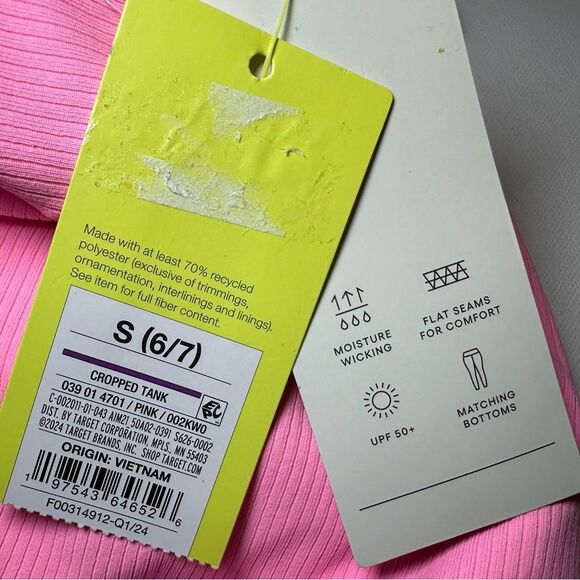 Made with at least 70% recycled
polyester (exclusive of trimmings,
ornamentation, interlinings and linings).
See item for full fiber content.
S (6/7)
CROPPED TANK
039 01 4701 / PINK / 002KW0
C-002011-01-043 AIM21 50A02-0391 S626-0002
DIST. BY TARGET CORPORATION, MPLS, MN 55403
©2024 TARGET BRANDS, INC. SHOP TARGET.COM
ORIGIN: VIETNAM
1 97543 64652 6
F00314912-Q1/24
MOISTURE
WICKING
FLAT SEAMS
FOR COMFORT
UPF 50+
MATCHING
BOTTOMS